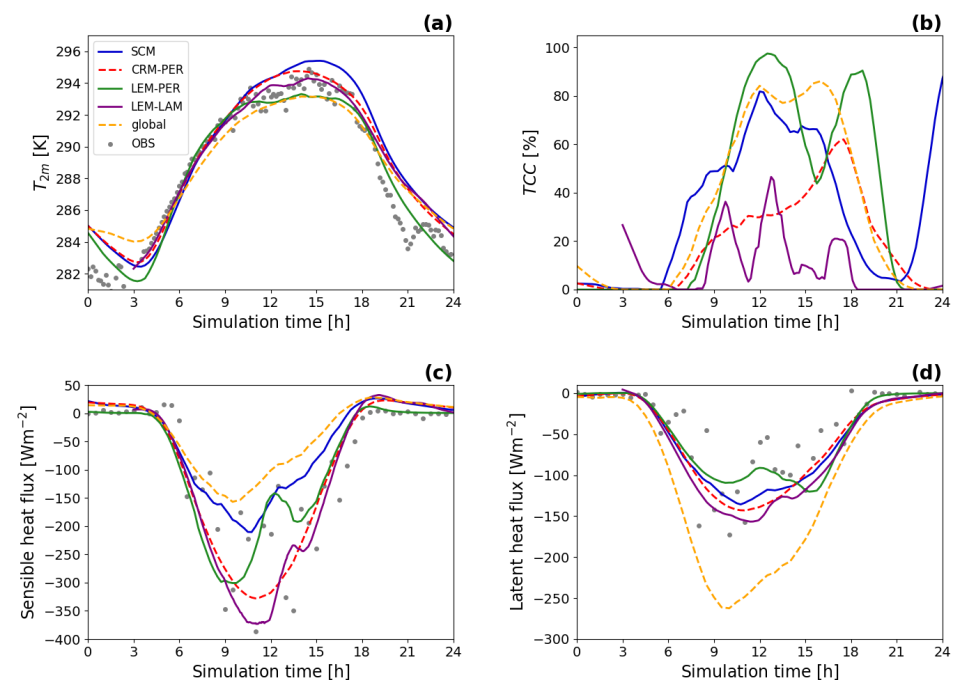 (a)
T2m [K]
296
294
292
290
288
286
284
282
SCM
CRM-PER
LEM-PER
LEM-LAM
global
OBS
0 3 6 9 12 15 18 21 24
Simulation time [h]
(b)
TCC [%]
100
80
60
40
20
0
0 3 6 9 12 15 18 21 24
Simulation time [h]
(c)
Sensible heat flux [Wm−2]
50
0
−50
−100
−150
−200
−250
−300
−350
−400
0 3 6 9 12 15 18 21 24
Simulation time [h]
(d)
Latent heat flux [Wm−2]
0
−50
−100
−150
−200
−250
−300
0 3 6 9 12 15 18 21 24
Simulation time [h]